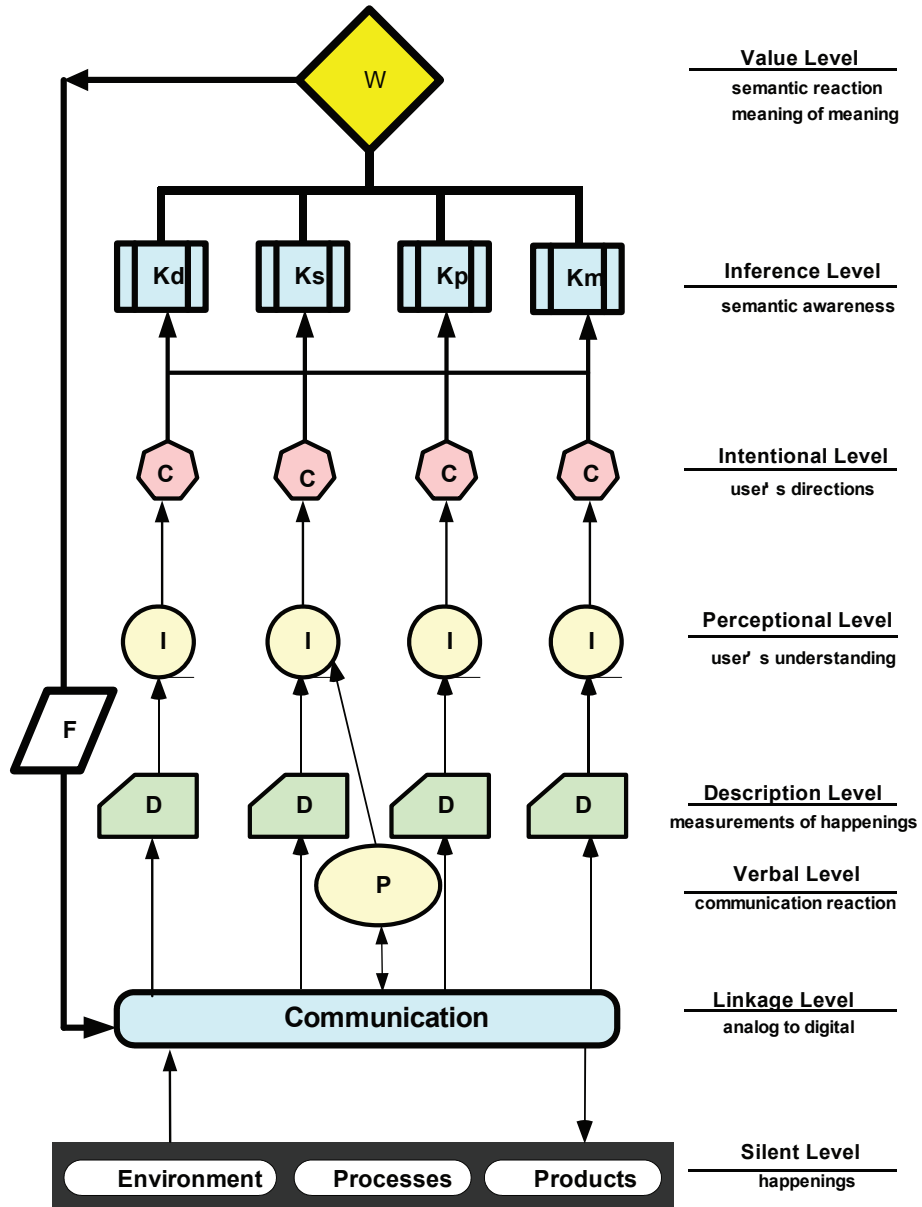 W
Value Level
semantic reaction
meaning of meaning
Kd Ks Kp Km
Inference Level
semantic awareness
C C C C
Intentional Level
user' s directions
I I I I
Perceptional Level
user' s understanding
F
D D D D
Description Level
measurements of happenings
P
Verbal Level
communication reaction
Communication
Linkage Level
analog to digital
Environment Processes Products
Silent Level
happenings